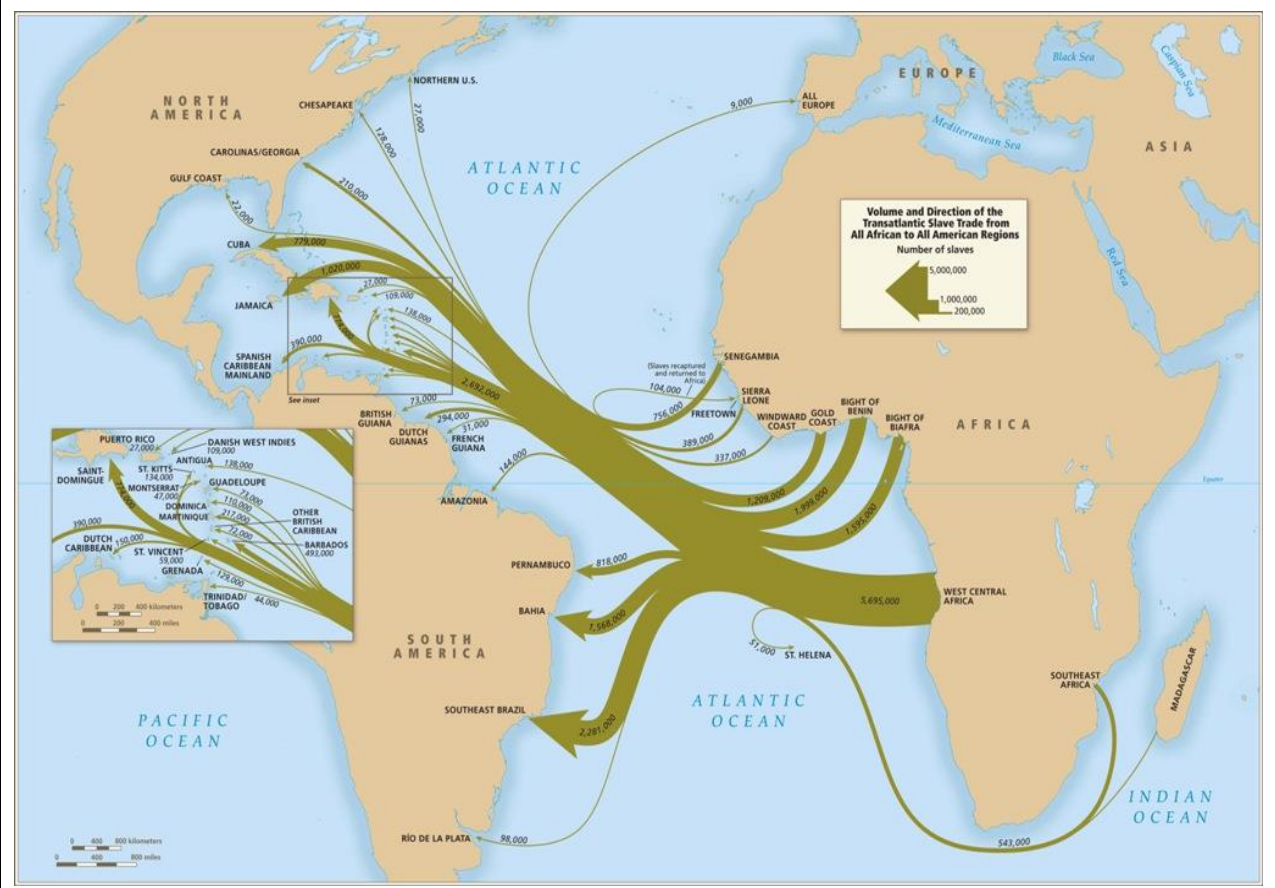 NORTHERN U.S.
27,000
CHESAPEAKE
128,000
NORTH
AMERICA
CAROLINAS/GEORGIA
210,000
GULF COAST
22,000
ATLANTIC
OCEAN
CUBA
779,000
1,020,000
JAMAICA
27,000
109,000
138,000
774,000
390,000
SPANISH
CARIBBEAN
MAINLAND
See inset
2,692,000
BRITISH
GUIANA
73,000
DUTCH
GUIANAS
294,000
FRENCH
GUIANA
31,000
144,000
AMAZONIA
9,000
ALL
EUROPE
EUROPE
Black Sea
Caspian Sea
Mediterranean Sea
ASIA
Red Sea
Volume and Direction of the
Transatlantic Slave Trade from
All African to All American Regions
Number of slaves
5,000,000
1,000,000
200,000
(Slaves recaptured
and returned to
Africa)
104,000
SENEGAMBIA
756,000
SIERRA
LEONE
FREETOWN
389,000
WINDWARD
COAST
337,000
GOLD
COAST
1,209,000
BIGHT OF
BENIN
1,999,000
BIGHT OF
BIAFRA
1,595,000
AFRICA
Equator
PUERTO RICO
27,000
DANISH WEST INDIES
109,000
ANTIGUA
138,000
SAINT-
DOMINGUE
774,000
ST. KITTS
134,000
MONTSERRAT
47,000
GUADELOUPE
73,000
DOMINICA
110,000
MARTINIQUE
217,000
OTHER
BRITISH
CARIBBEAN
72,000
BARBADOS
493,000
390,000
DUTCH
CARIBBEAN
150,000
ST. VINCENT
59,000
GRENADA
129,000
TRINIDAD/
TOBAGO
44,000
0 200 400 kilometers
0 200 400 miles
PERNAMBUCO
818,000
BAHIA
1,568,000
SOUTH
AMERICA
SOUTHEAST BRAZIL
2,281,000
5,695,000
WEST CENTRAL
AFRICA
51,000
ST. HELENA
SOUTHEAST
AFRICA
MADAGASCAR
PACIFIC
OCEAN
ATLANTIC
OCEAN
INDIAN
OCEAN
RÍO DE LA PLATA
98,000
543,000
0 400 800 kilometers
0 400 800 miles